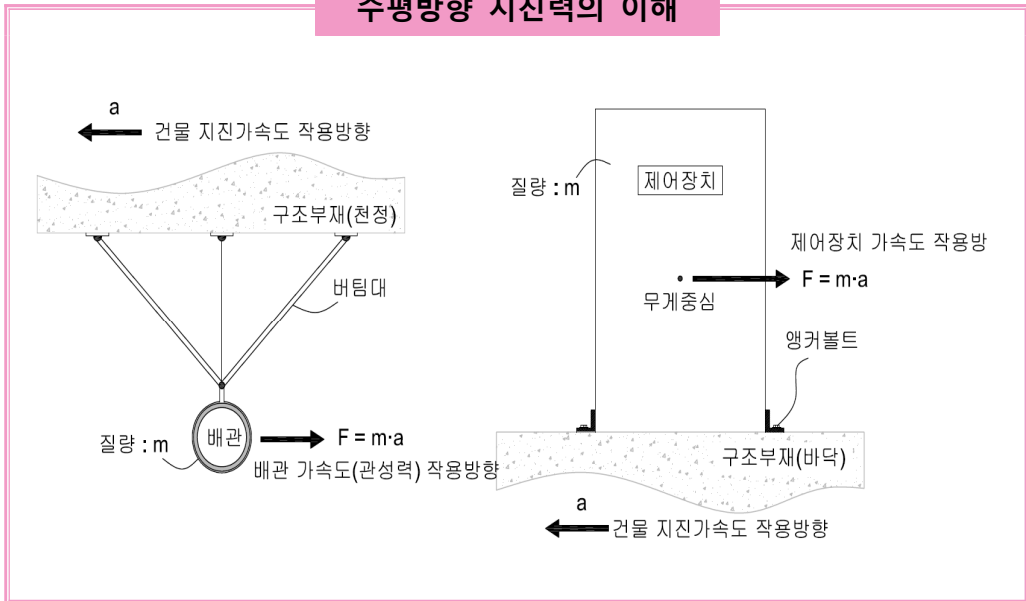 수평방향 지진력의 이해
a
건물 지진가속도 작용방향
구조부재(천정)
버팀대
질량 : m
배관
F = m·a
배관 가속도(관성력) 작용방향
질량 : m
제어장치
제어장치 가속도 작용방
F = m·a
무게중심
앵커볼트
구조부재(바닥)
a
건물 지진가속도 작용방향